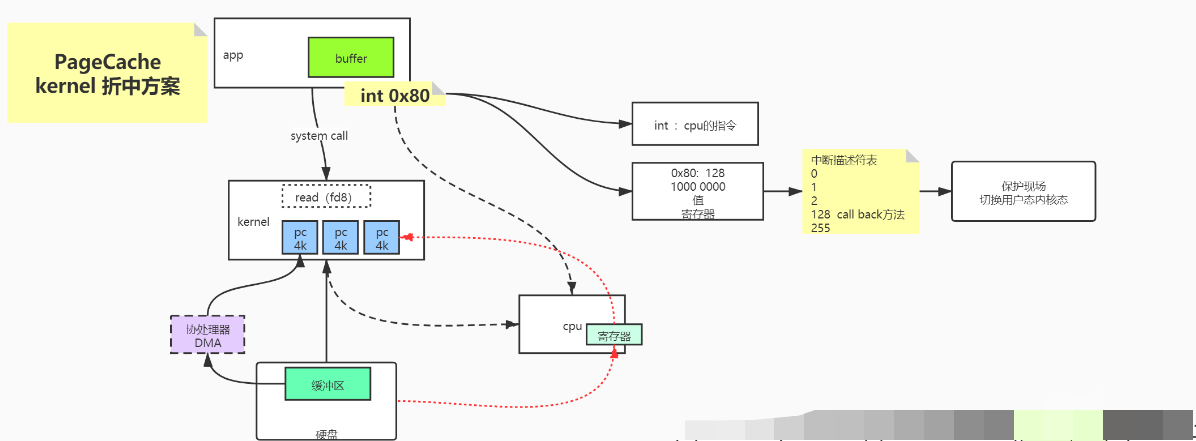 PageCache
kernel 折中方案
app
buffer
int 0x80
system call
int ： cpu的指令
0x80:  128
1000 0000
值
寄存器
中断描述符表
0
1
2
128  call back方法
255
保护现场
切换用户态内核态
read（fd8）
kernel
pc
4k
pc
4k
pc
4k
协处理器
DMA
cpu
寄存器
缓冲区
硬盘